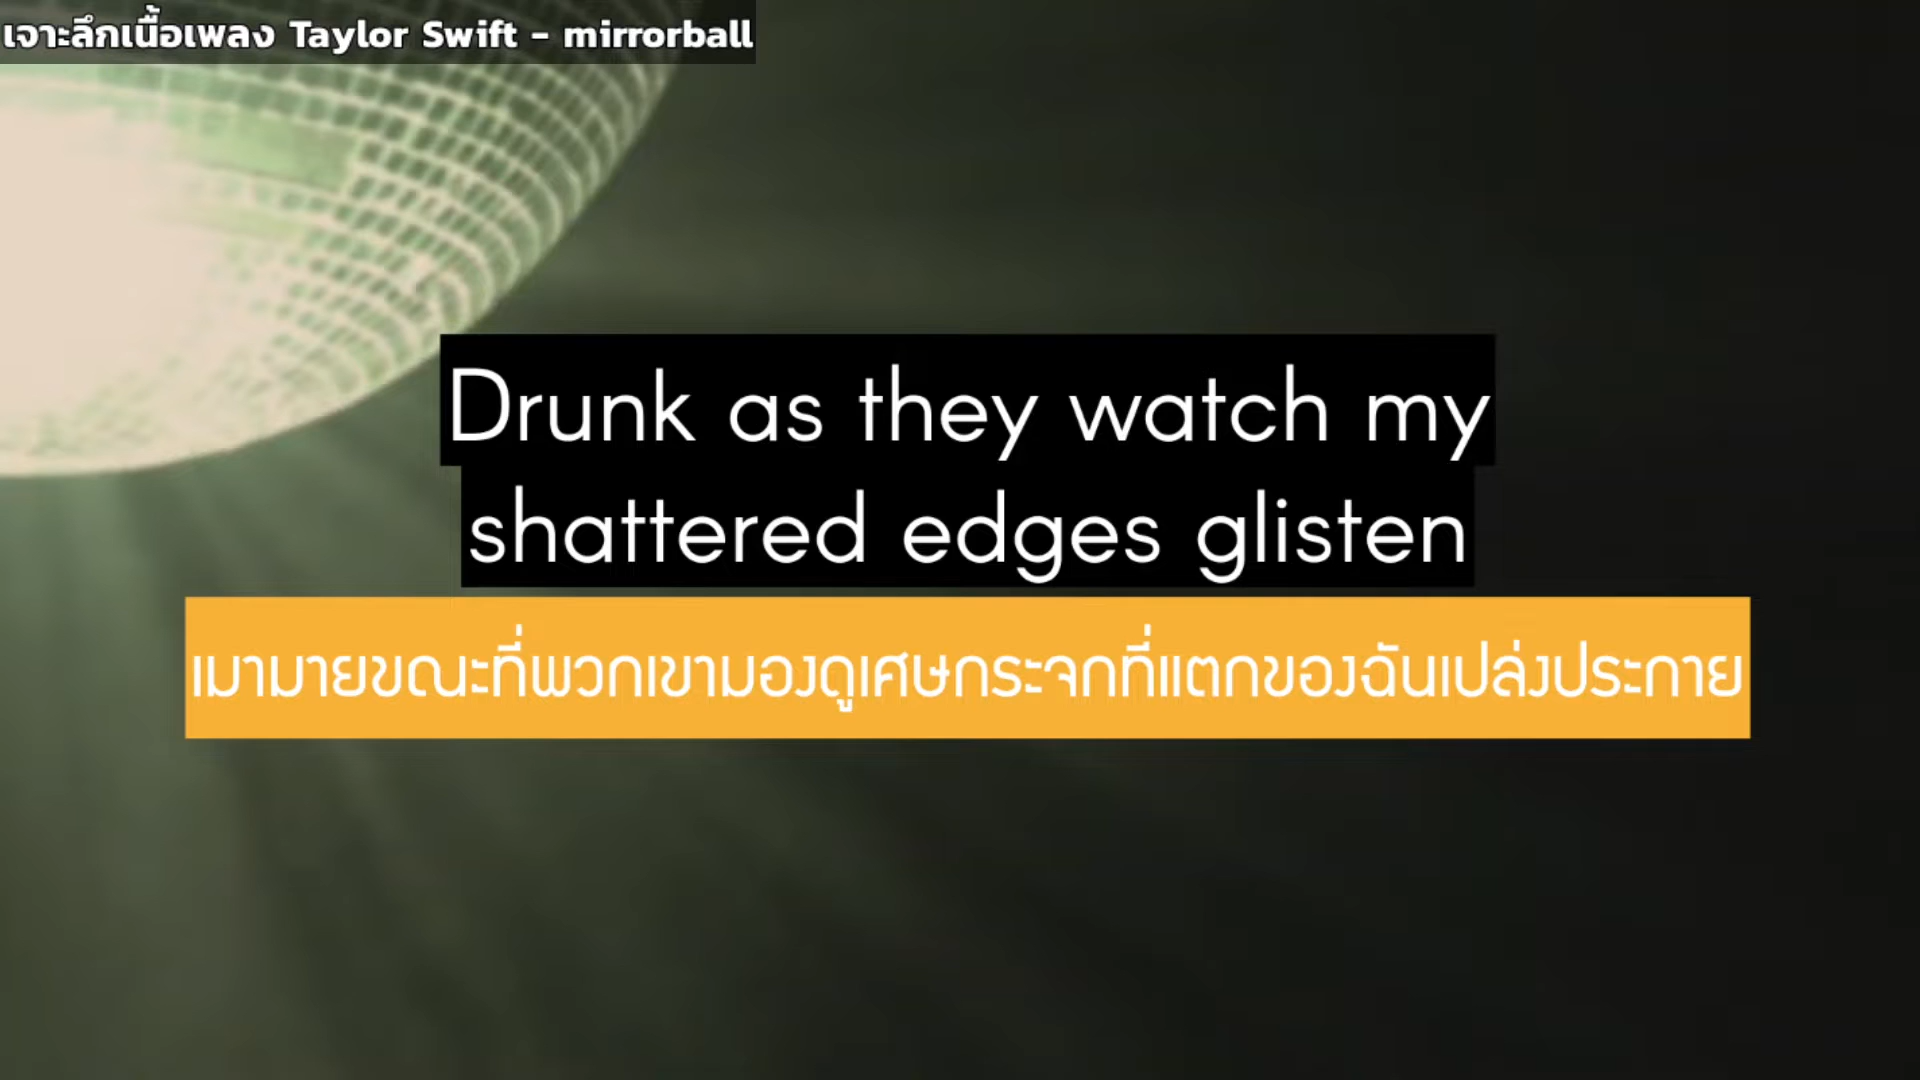 เจาะลึกเนื้อเพลง Taylor Swift - mirrorball
Drunk as they watch my
shattered edges glisten
เมามายขณะที่พวกเขามองดูเศษกระจกที่แตกของฉันเปล่งประกาย